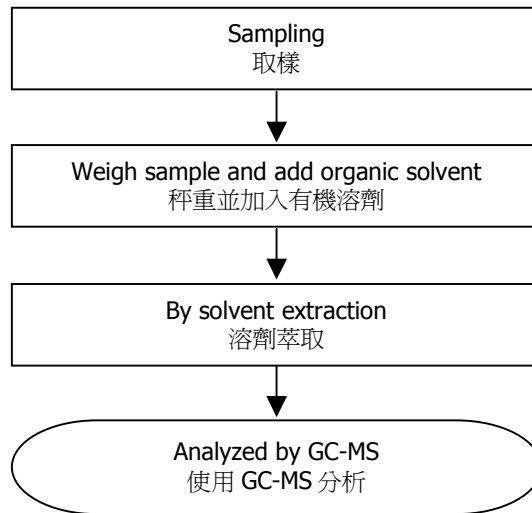 Sampling
取樣
Weigh sample and add organic solvent
秤重並加入有機溶劑
By solvent extraction
溶劑萃取
Analyzed by GC-MS
使用 GC-MS 分析